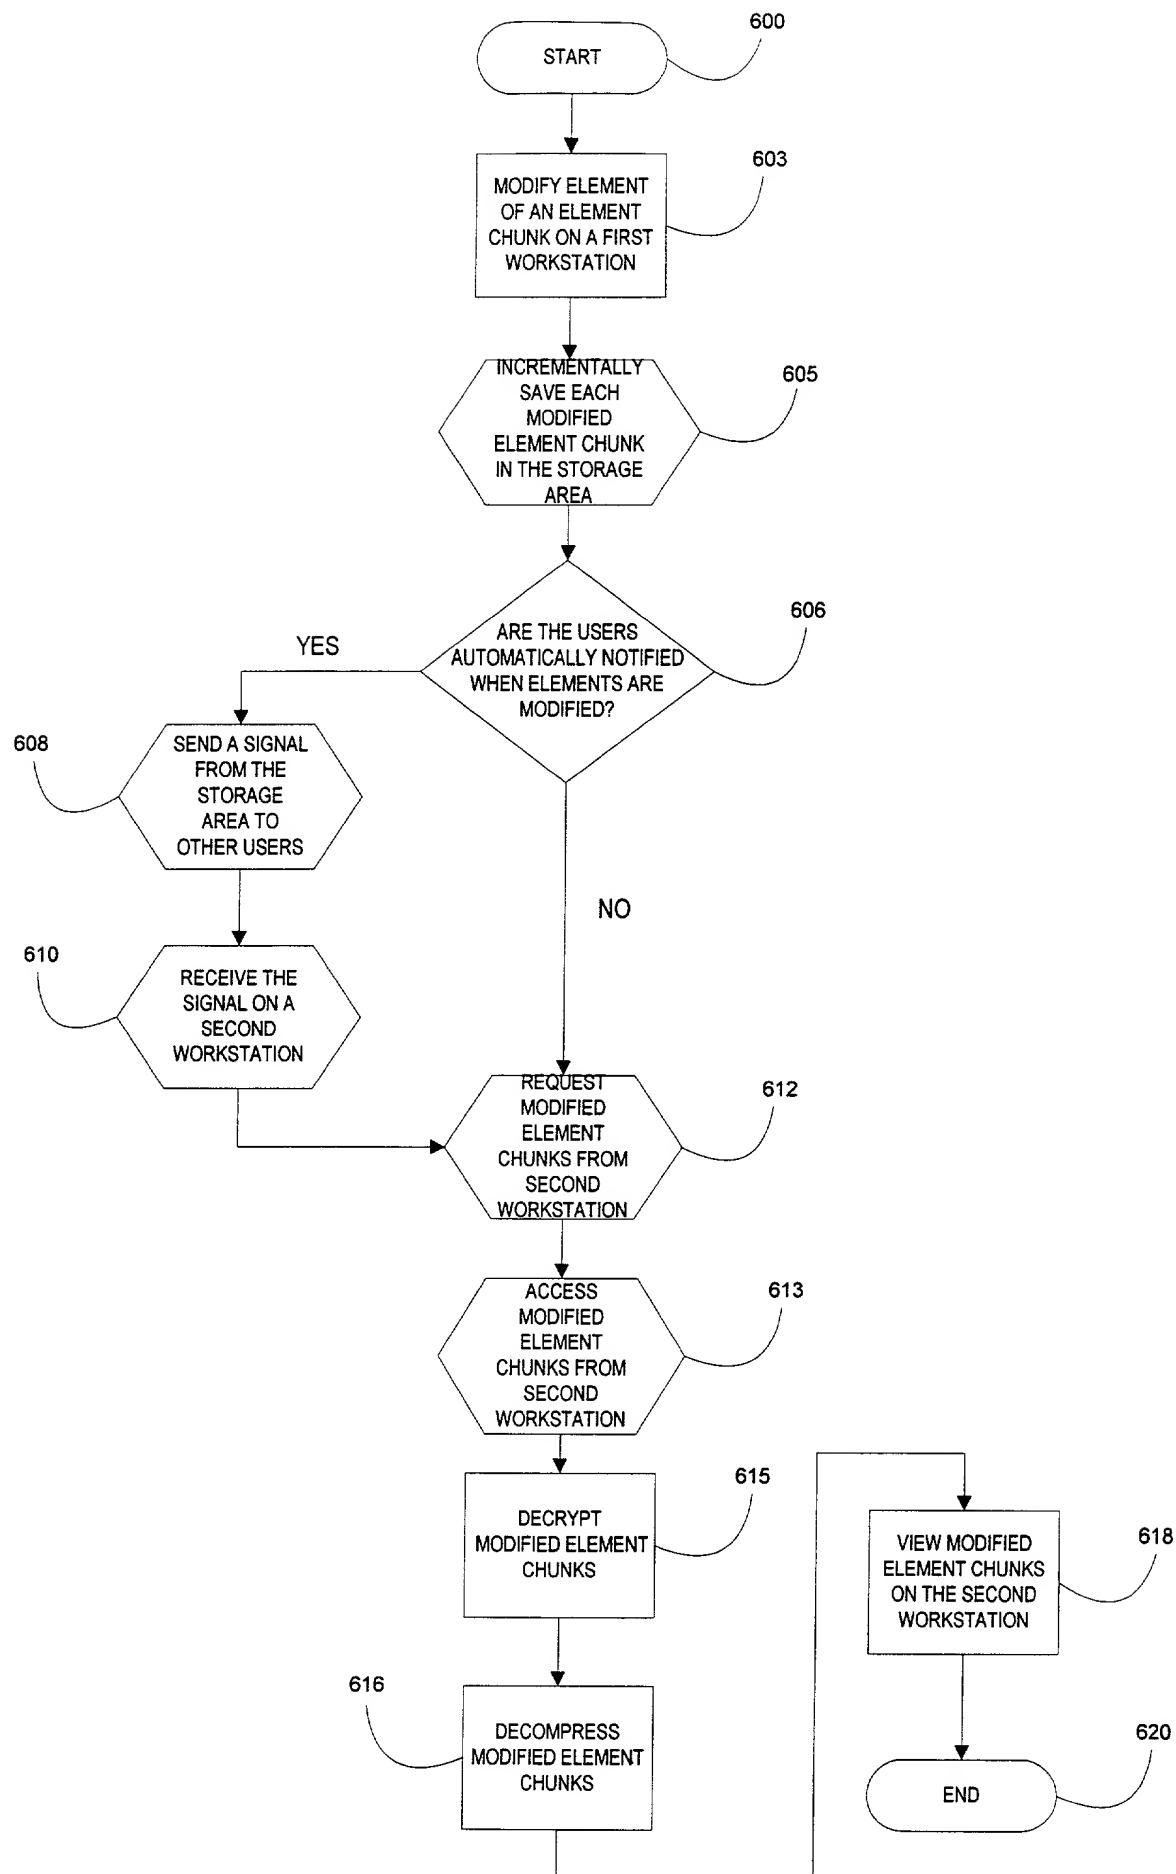 600
START
603
MODIFY ELEMENT
OF AN ELEMENT
CHUNK ON A FIRST
WORKSTATION
605
INCREMENTALLY
SAVE EACH
MODIFIED
ELEMENT CHUNK
IN THE STORAGE
AREA
606
ARE THE USERS
AUTOMATICALLY NOTIFIED
WHEN ELEMENTS ARE
MODIFIED?
YES
608
SEND A SIGNAL
FROM THE
STORAGE
AREA TO
OTHER USERS
NO
610
RECEIVE THE
SIGNAL ON A
SECOND
WORKSTATION
612
REQUEST
MODIFIED
ELEMENT
CHUNKS FROM
SECOND
WORKSTATION
613
ACCESS
MODIFIED
ELEMENT
CHUNKS FROM
SECOND
WORKSTATION
615
DECRYPT
MODIFIED ELEMENT
CHUNKS
616
DECOMPRESS
MODIFIED ELEMENT
CHUNKS
618
VIEW MODIFIED
ELEMENT CHUNKS
ON THE SECOND
WORKSTATION
620
END